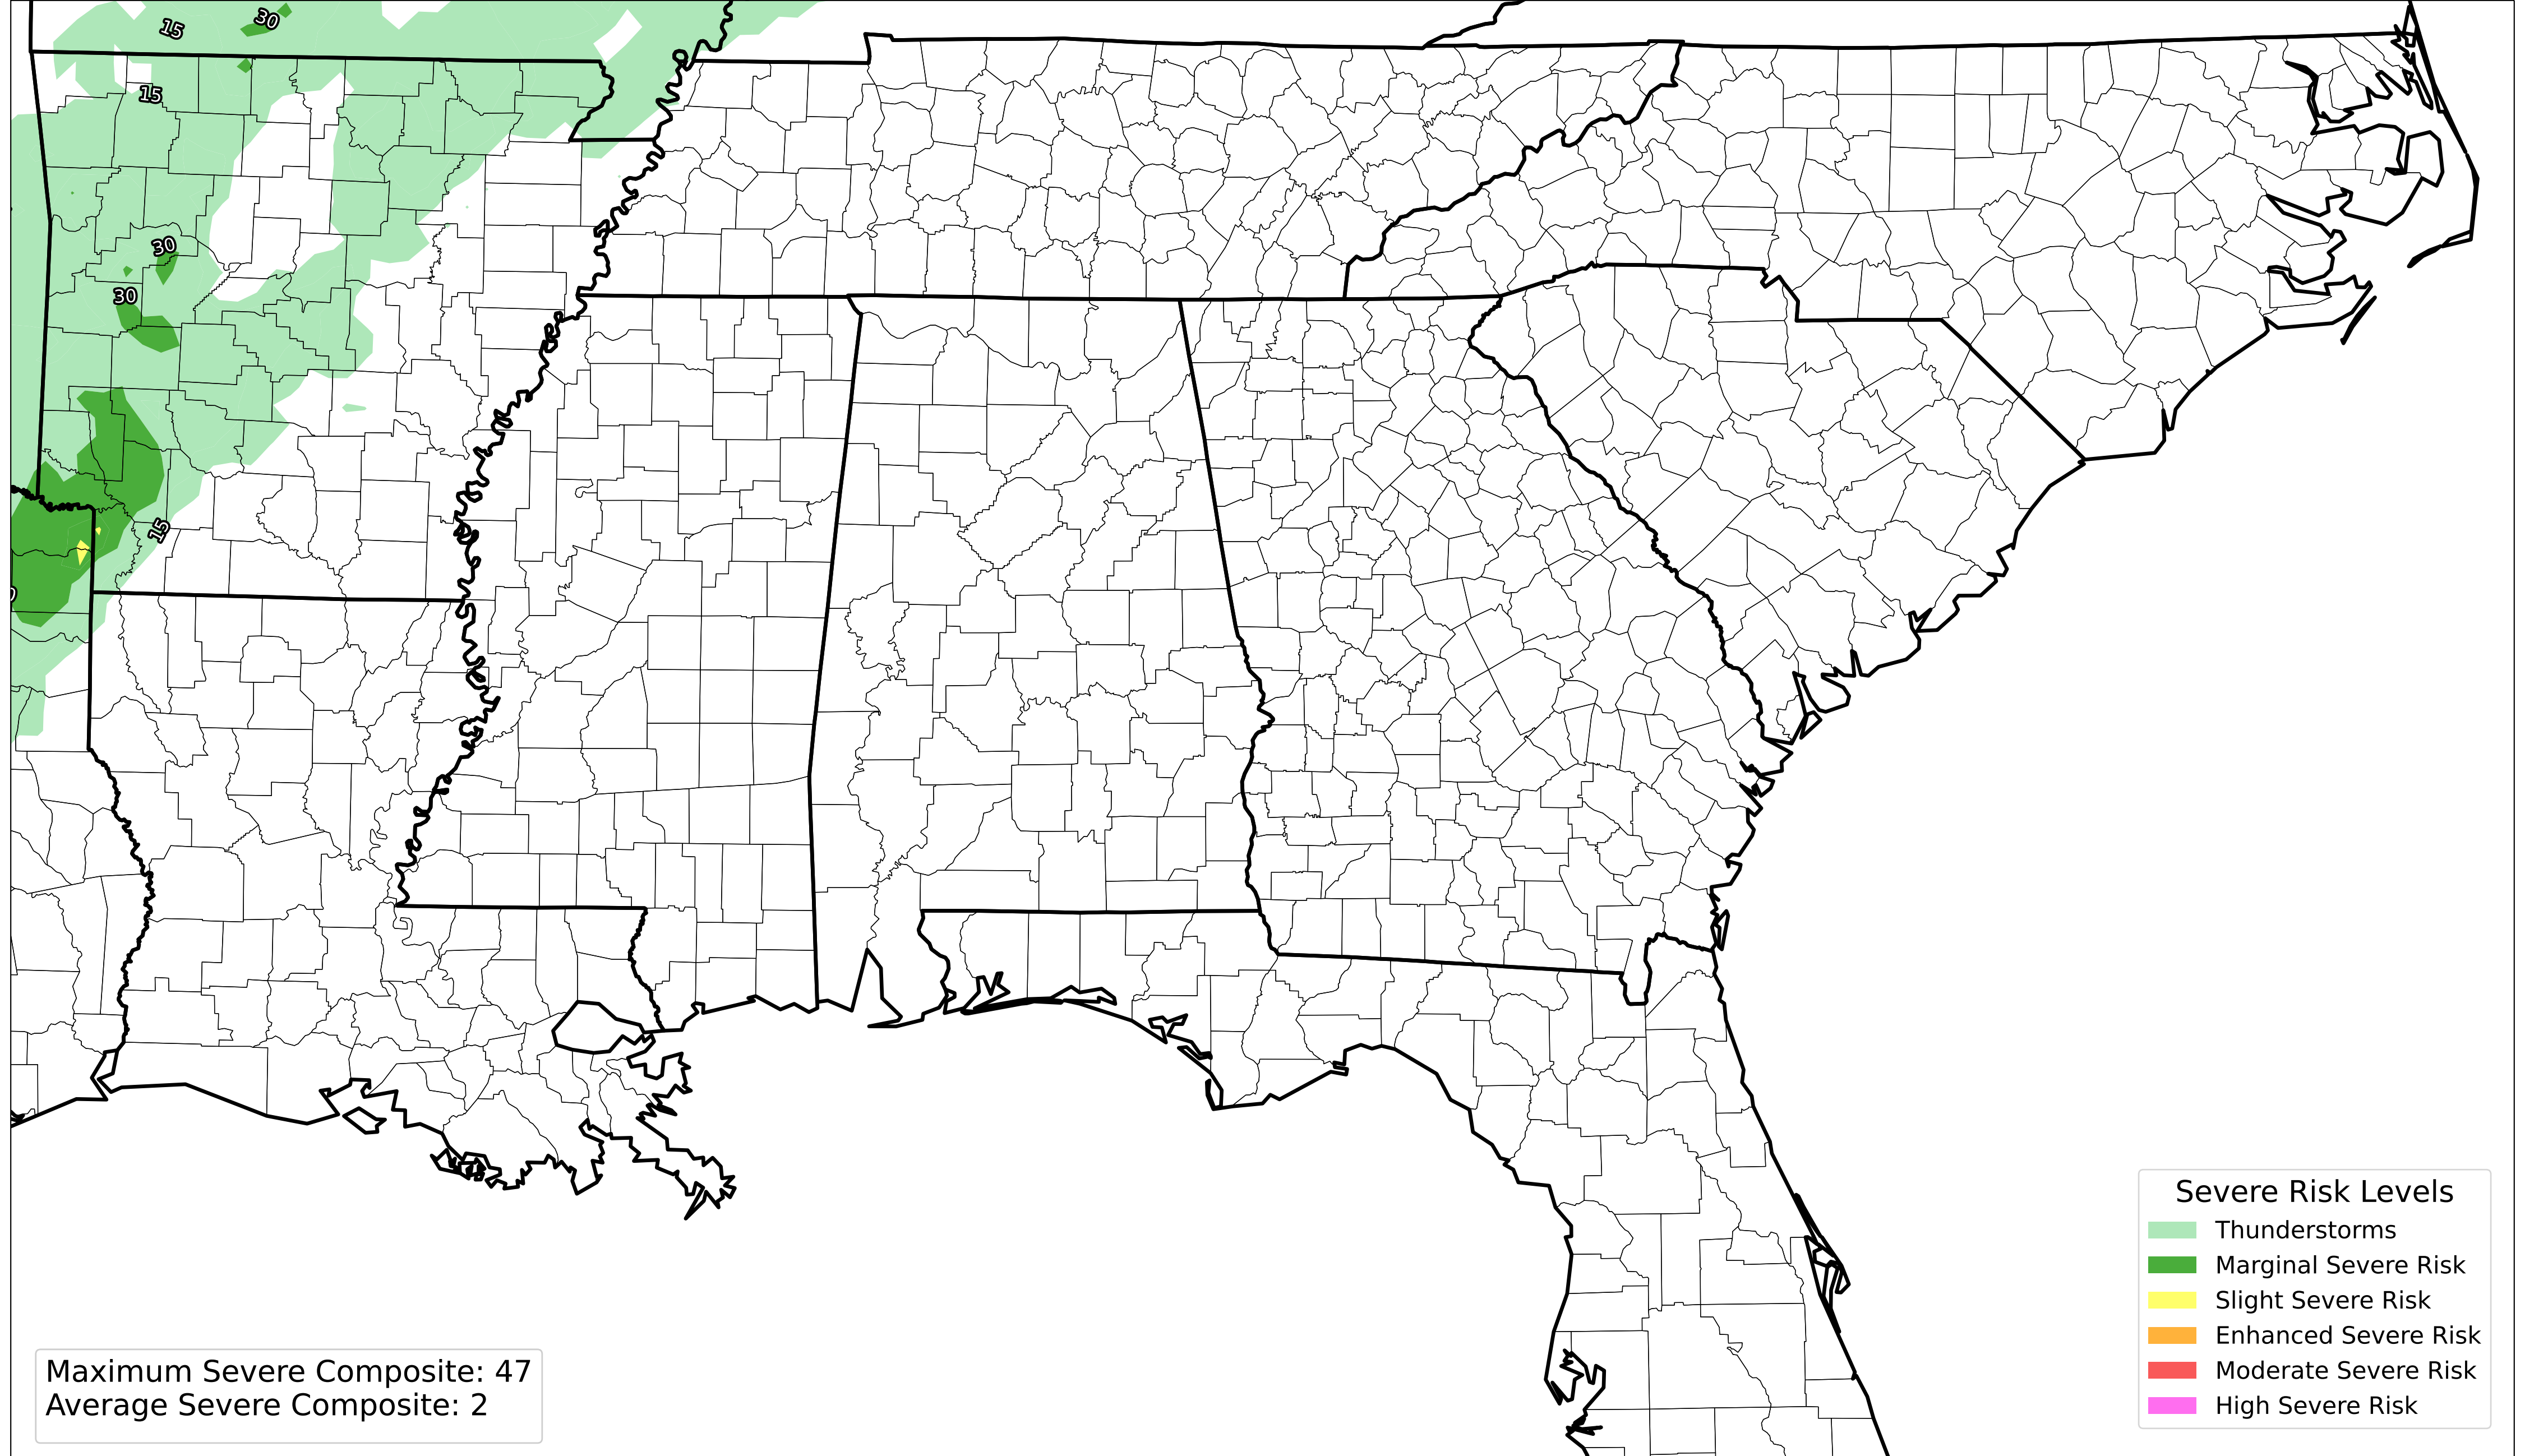 15
30
15
30
30
15
Severe Risk Levels
Thunderstorms
Marginal Severe Risk
Slight Severe Risk
Enhanced Severe Risk
Moderate Severe Risk
High Severe Risk
Maximum Severe Composite: 47
Average Severe Composite: 2